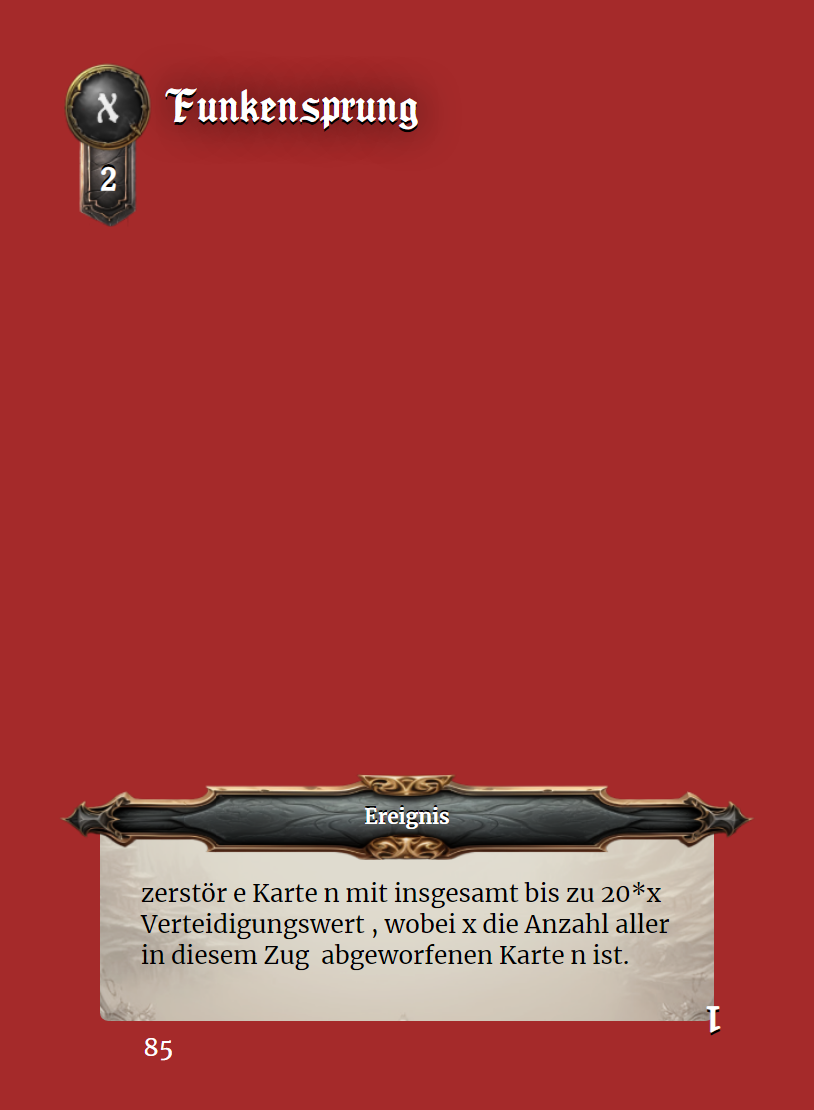 x
Funkensprung
2
Ereignis
zerstör e Karte n mit insgesamt bis zu 20*x
Verteidigungswert , wobei x die Anzahl aller
in diesem Zug  abgeworfenen Karte n ist.
1
85